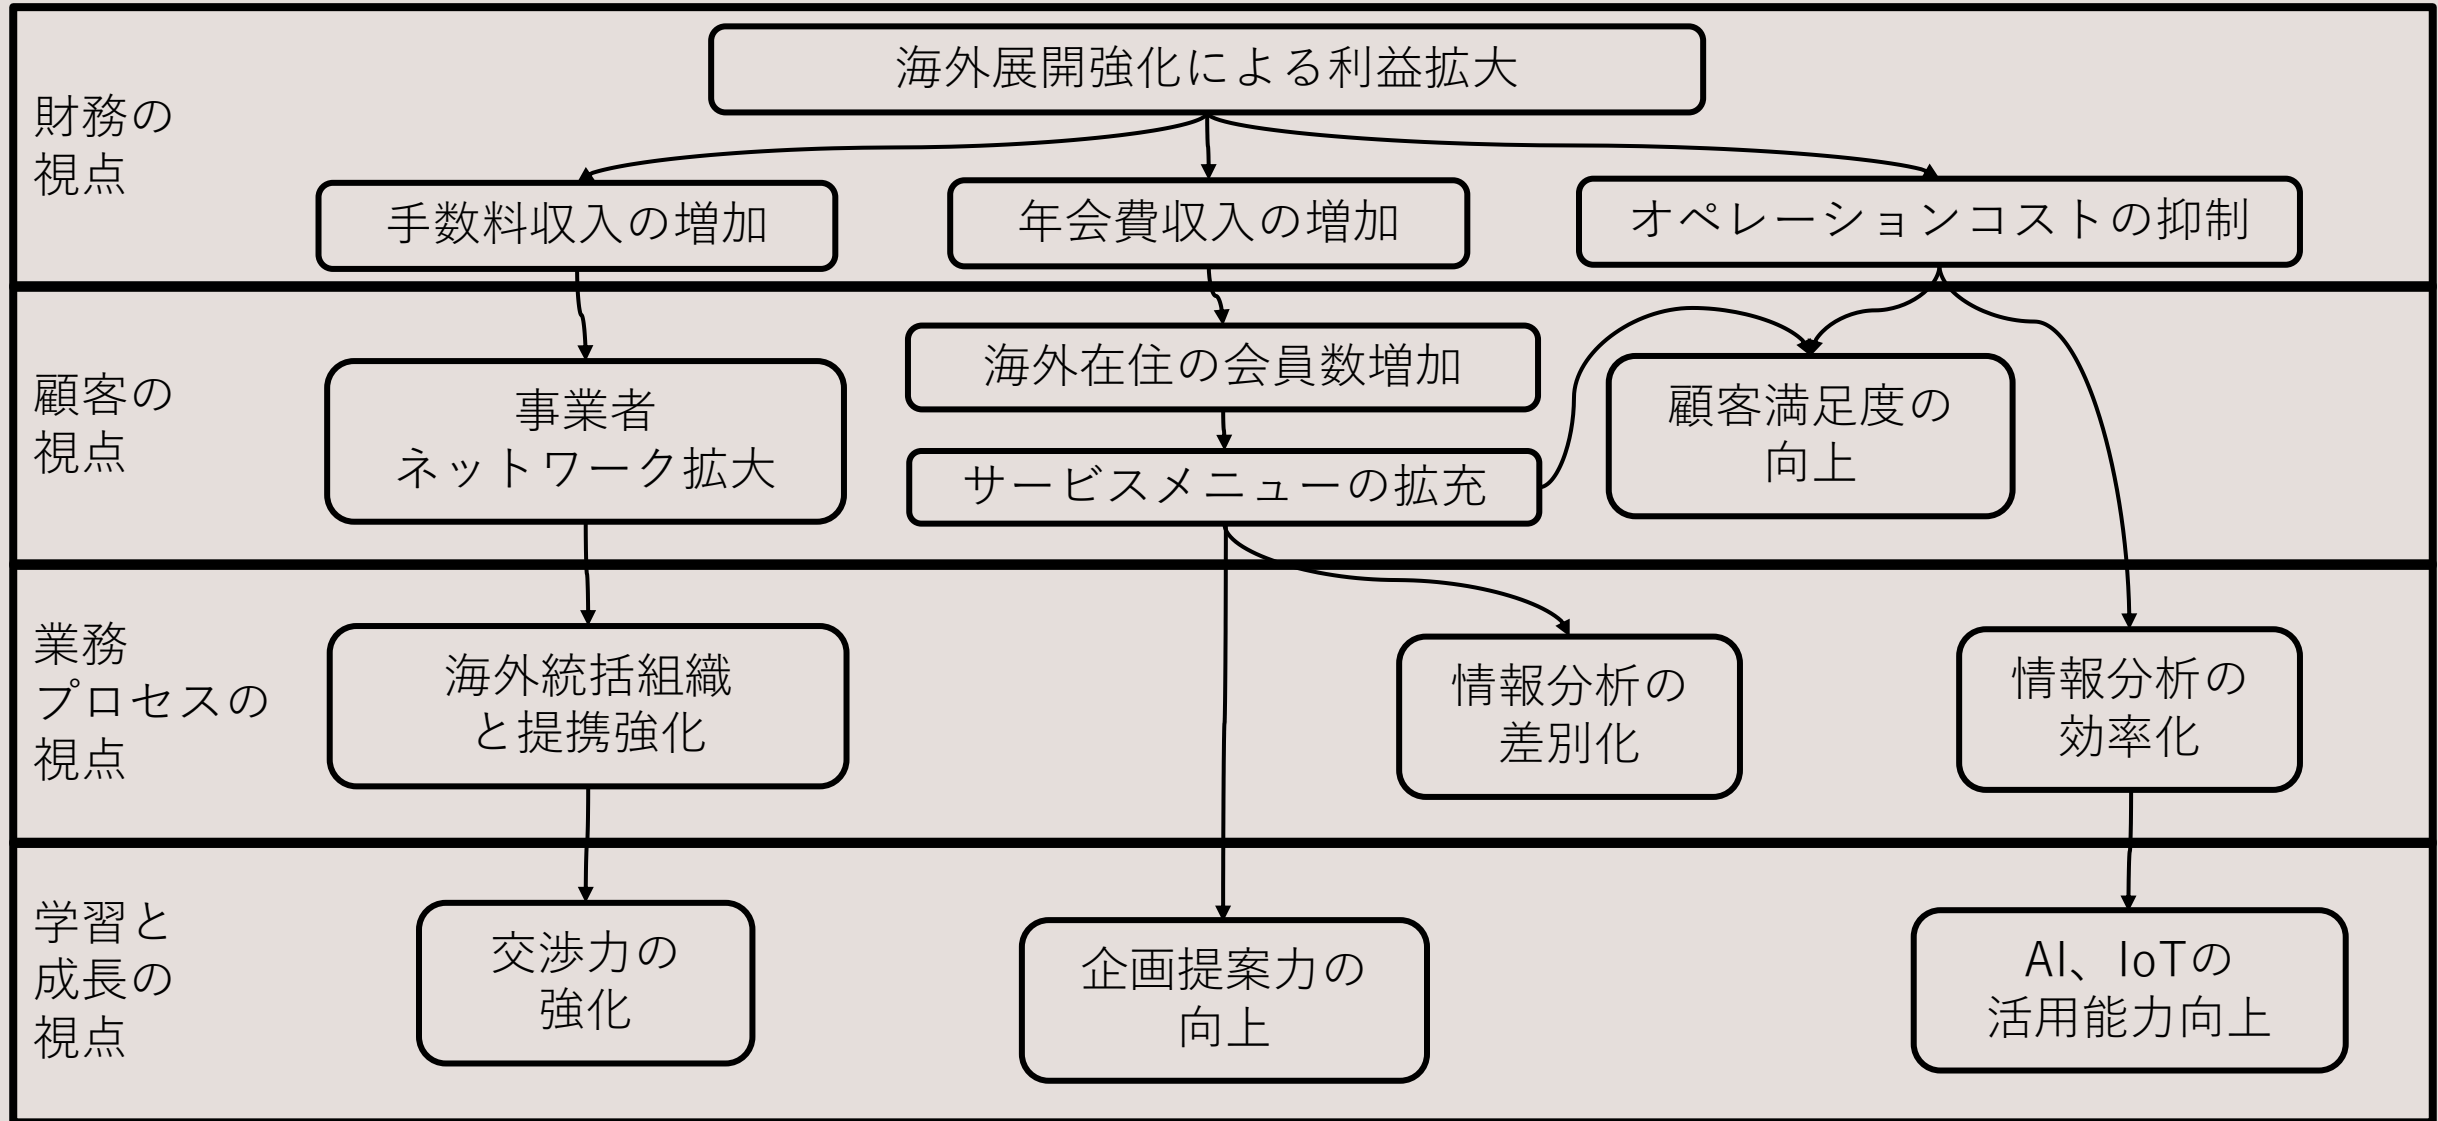 財務の
視点
海外展開強化による利益拡大
手数料収入の増加
年会費収入の増加
オペレーションコストの抑制
顧客の
視点
事業者
ネットワーク拡大
海外在住の会員数増加
サービスメニューの拡充
顧客満足度の
向上
業務
プロセスの
視点
海外統括組織
と提携強化
情報分析の
差別化
情報分析の
効率化
学習と
成長の
視点
交渉力の
強化
企画提案力の
向上
AI、IoTの
活用能力向上